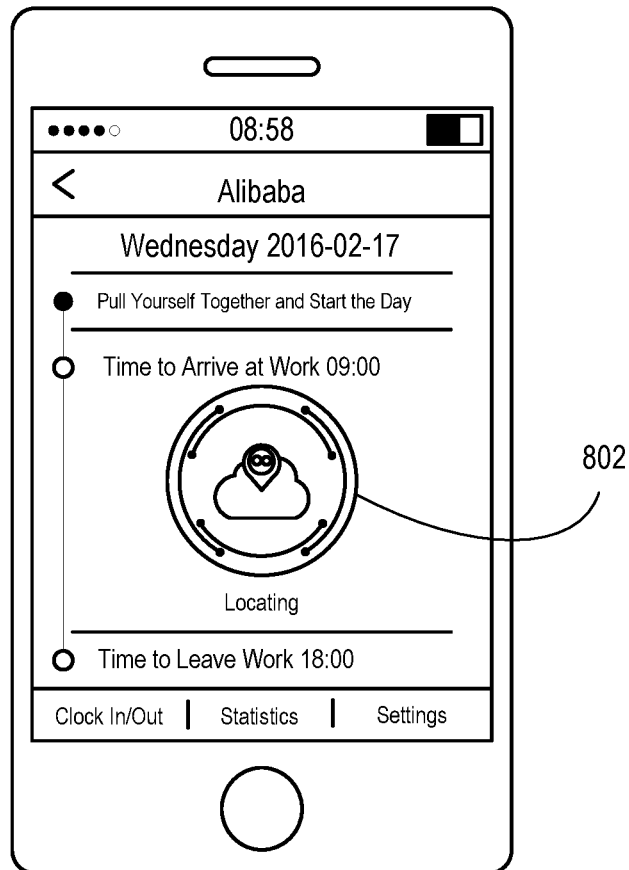 08:58
<
Alibaba
Wednesday 2016-02-17
Pull Yourself Together and Start the Day
Time to Arrive at Work 09:00
802
Locating
Time to Leave Work 18:00
Clock In/Out | Statistics | Settings